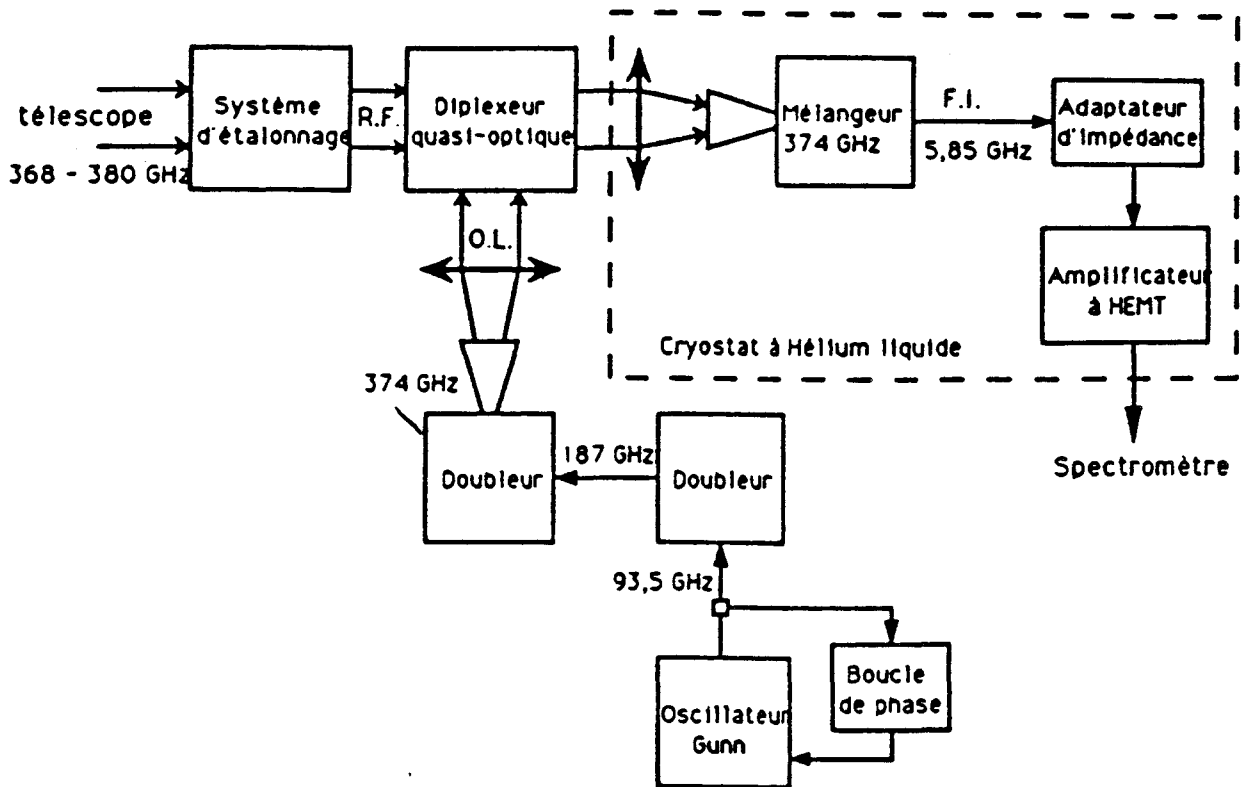 télescope
368 - 380 GHz
Système
d'étalonnage
R.F.
Diplexeur
quasi-optique
Mélangeur
374 GHz
F.I.
5,85 GHz
Adaptateur
d'impédance
O.L.
Amplificateur
à HEMT
Cryostat à Hélium liquide
374 GHz
Doubleur
187 GHz
Doubleur
Spectromètre
93,5 GHz
Oscillateur
Gunn
Boucle
de phase